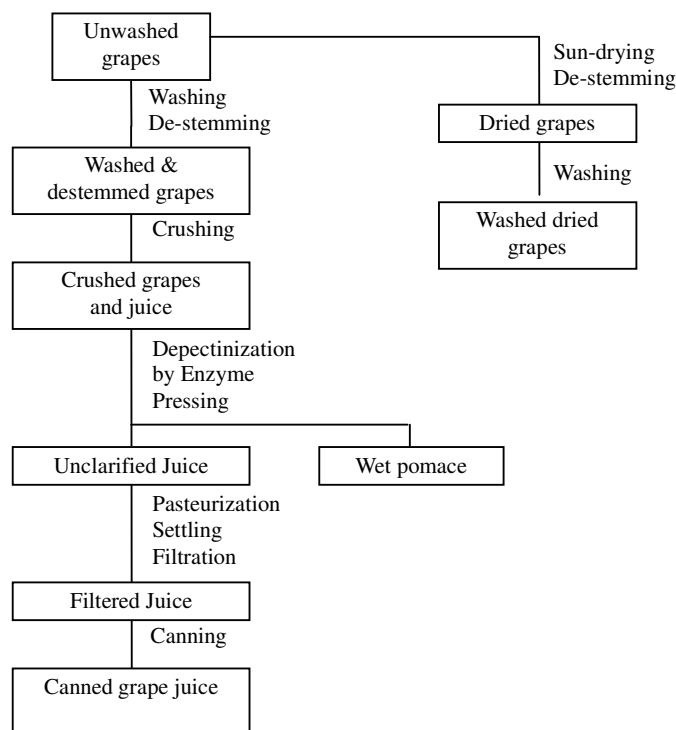 Unwashed
grapes
Sun-drying
De-stemming
Washing
De-stemming
Dried grapes
Washed &
destemmed grapes
Washing
Washed dried
grapes
Crushing
Crushed grapes
and juice
Depectinization
by Enzyme
Pressing
Unclarified Juice
Wet pomace
Pasteurization
Settling
Filtration
Filtered Juice
Canning
Canned grape juice